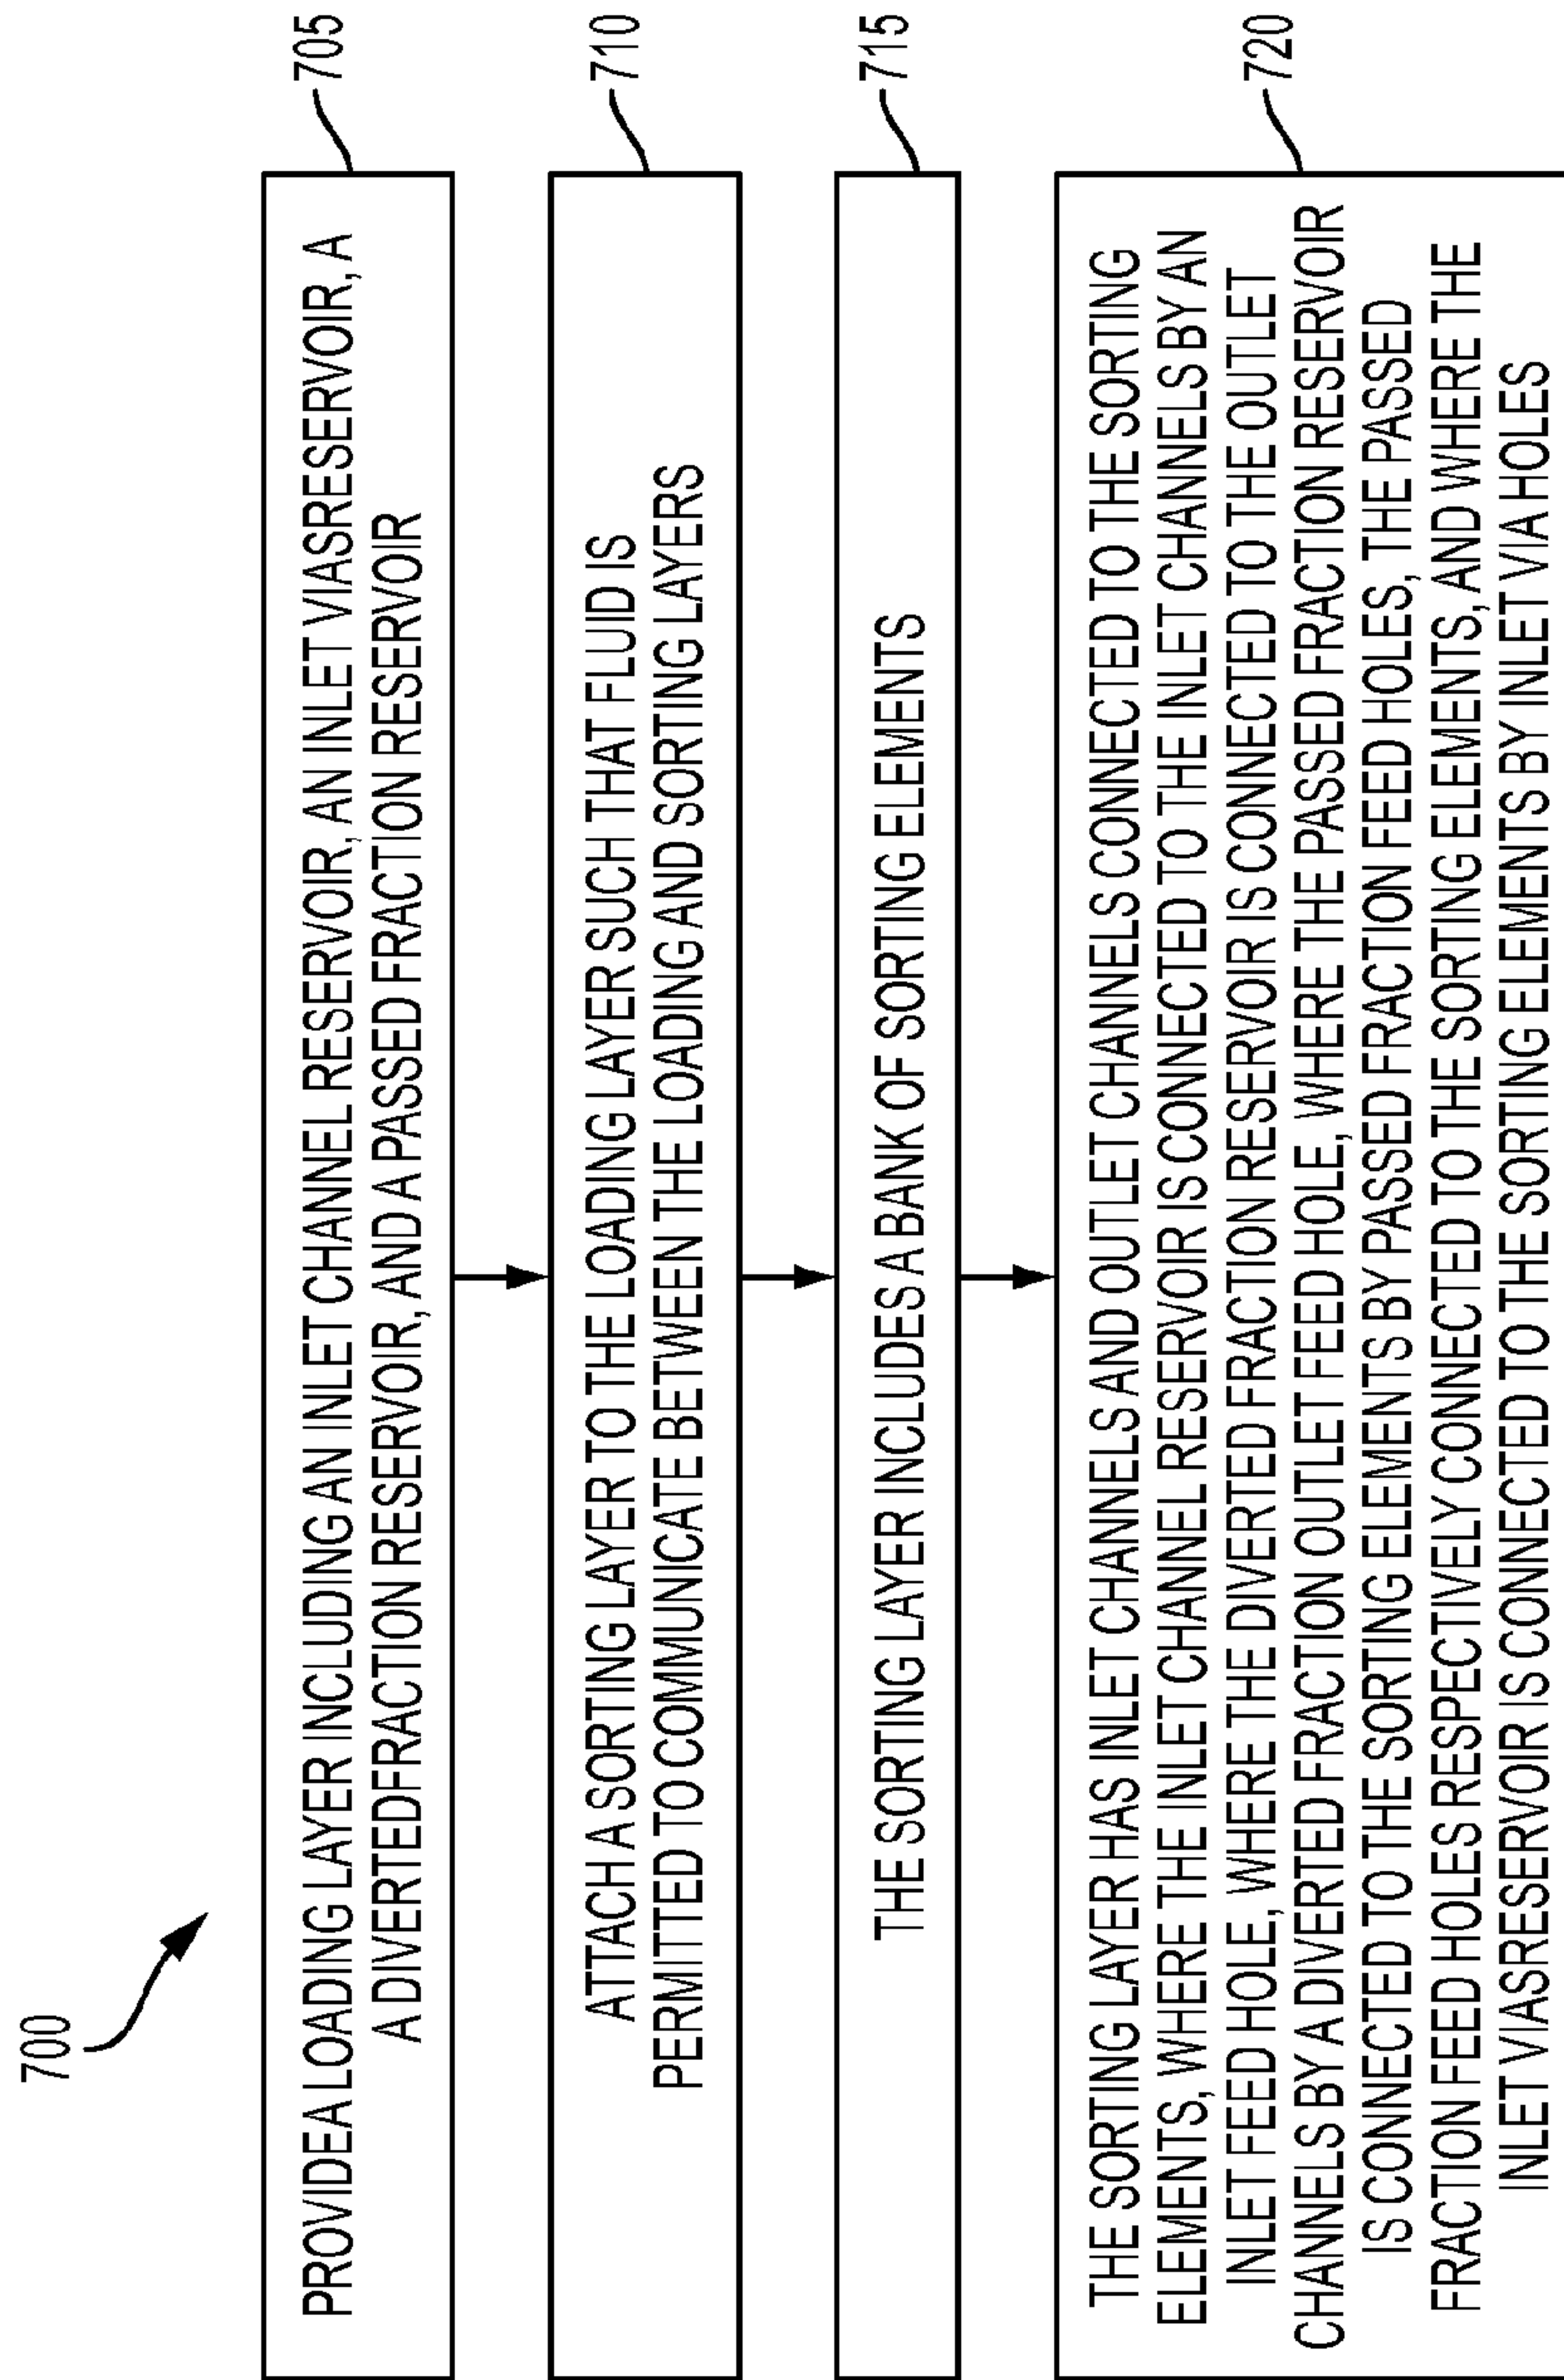 700
PROVIDEA LOADING LAYER INCLUDING AN INLET CHANNEL RESERVOIR, AN INLET VIASRESERVOIR, A
A DIVERTEDFRACTION RESERVOIR, AND A PASSED FRACTION RESERVOIR
705
ATTACH A SORTING LAYER TO THE LOADING LAYER SUCH THAT FLUID IS
PERMITTED TO COMMUNICATE BETWEEN THE LOADING AND SORTING LAYERS
710
THE SORTING LAYER INCLUDES A BANK OF SORTING ELEMENTS
715
THE SORTING LAYER HAS INLET CHANNELS AND OUTLET CHANNELS CONNECTED TO THE SORTING
ELEMENTS, WHERE THE INLET CHANNEL RESERVOIR IS CONNECTED TO THE INLET CHANNELS BY AN
INLET FEED HOLE, WHERE THE DIVERTED FRACTION RESERVOIR IS CONNECTED TO THE OUTLET
CHANNELS BY A DIVERTED FRACTION OUTLET FEED HOLE, WHERE THE PASSED FRACTION RESERVOIR
IS CONNECTED TO THE SORTING ELEMENTS BY PASSED FRACTION FEED HOLES, THE PASSED
FRACTION FEED HOLES RESPECTIVELY CONNECTED TO THE SORTING ELEMENTS, AND WHERE THE
INLET VIASRESERVOIR IS CONNECTED TO THE SORTING ELEMENTS BY INLET VIA HOLES
720